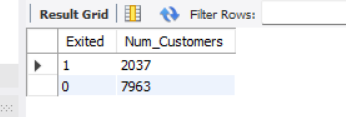 Result Grid Filter Rows:
Exited Num_Customers
1 2037
0 7963